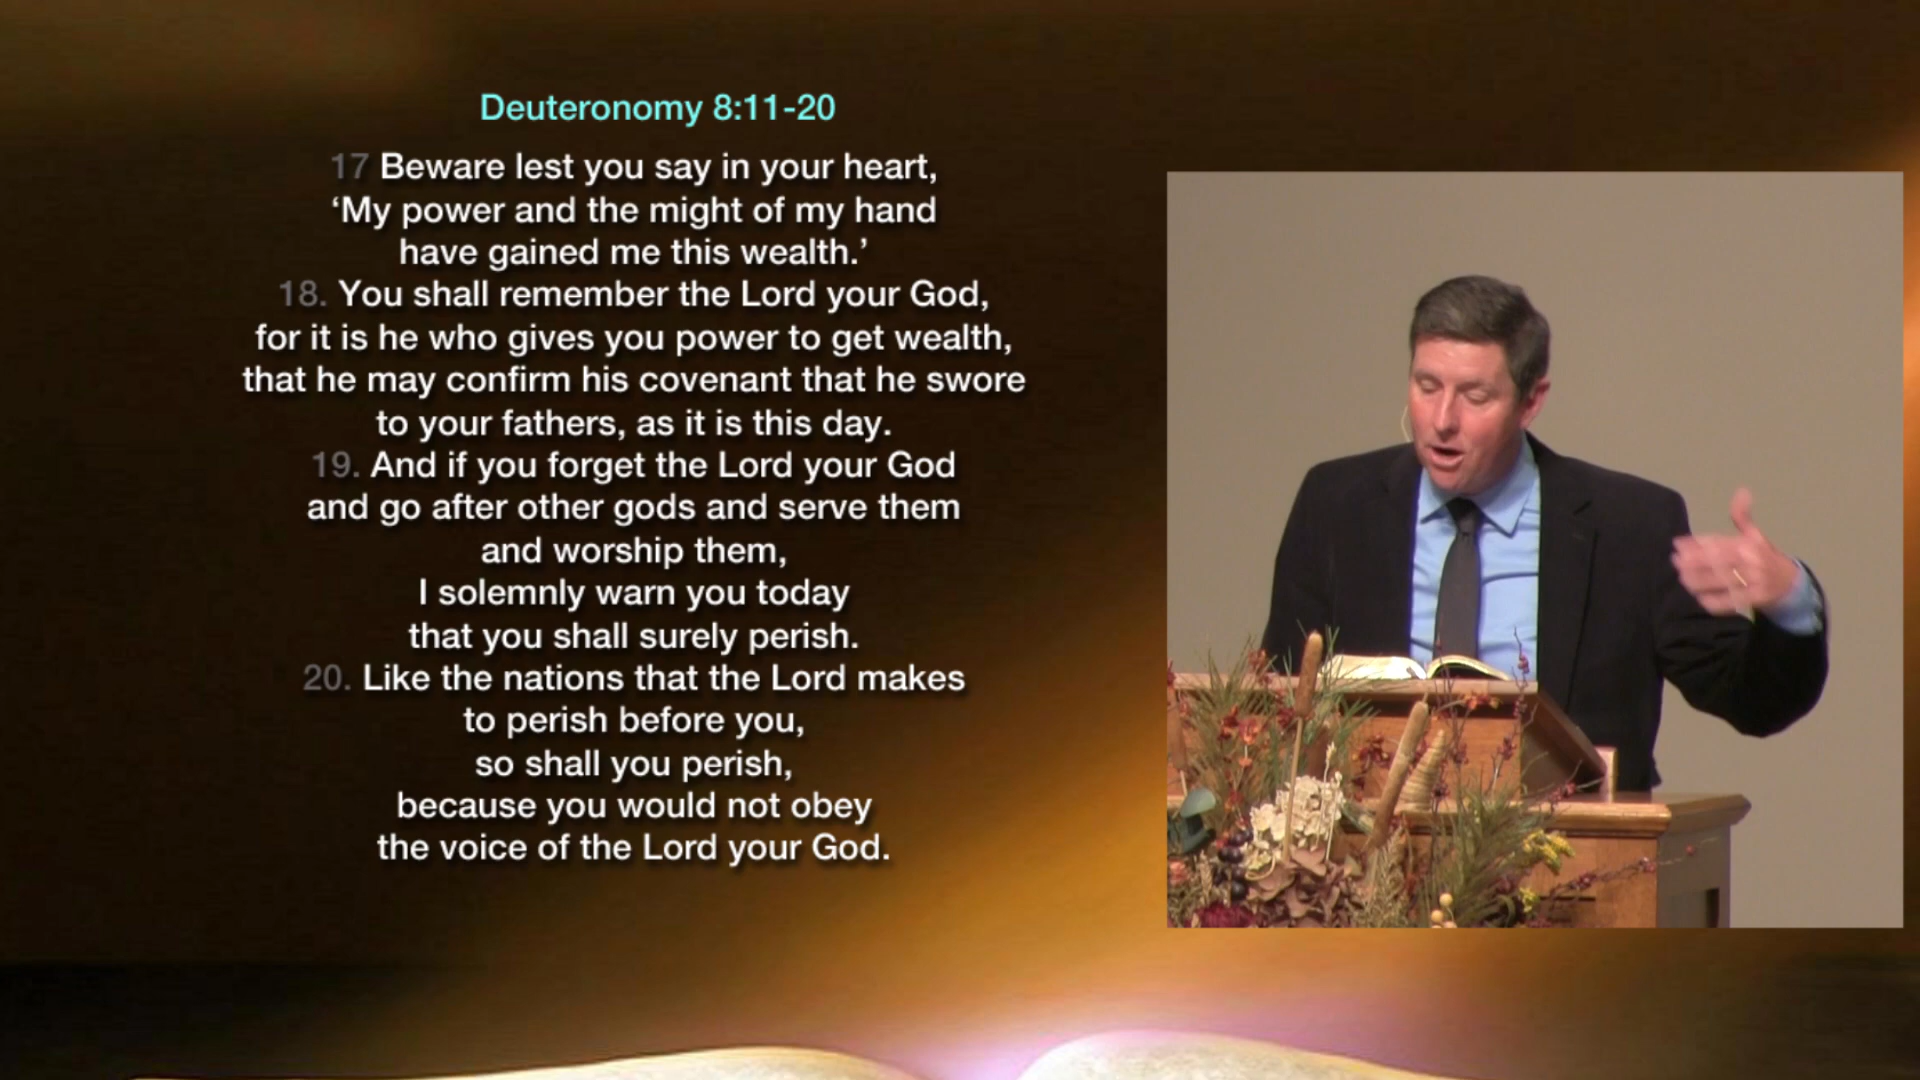 Deuteronomy 8:11-20
17 Beware lest you say in your heart,
‘My power and the might of my hand
have gained me this wealth.’
18. You shall remember the Lord your God,
for it is he who gives you power to get wealth,
that he may confirm his covenant that he swore
to your fathers, as it is this day.
19. And if you forget the Lord your God
and go after other gods and serve them
and worship them,
I solemnly warn you today
that you shall surely perish.
20. Like the nations that the Lord makes
to perish before you,
so shall you perish,
because you would not obey
the voice of the Lord your God.